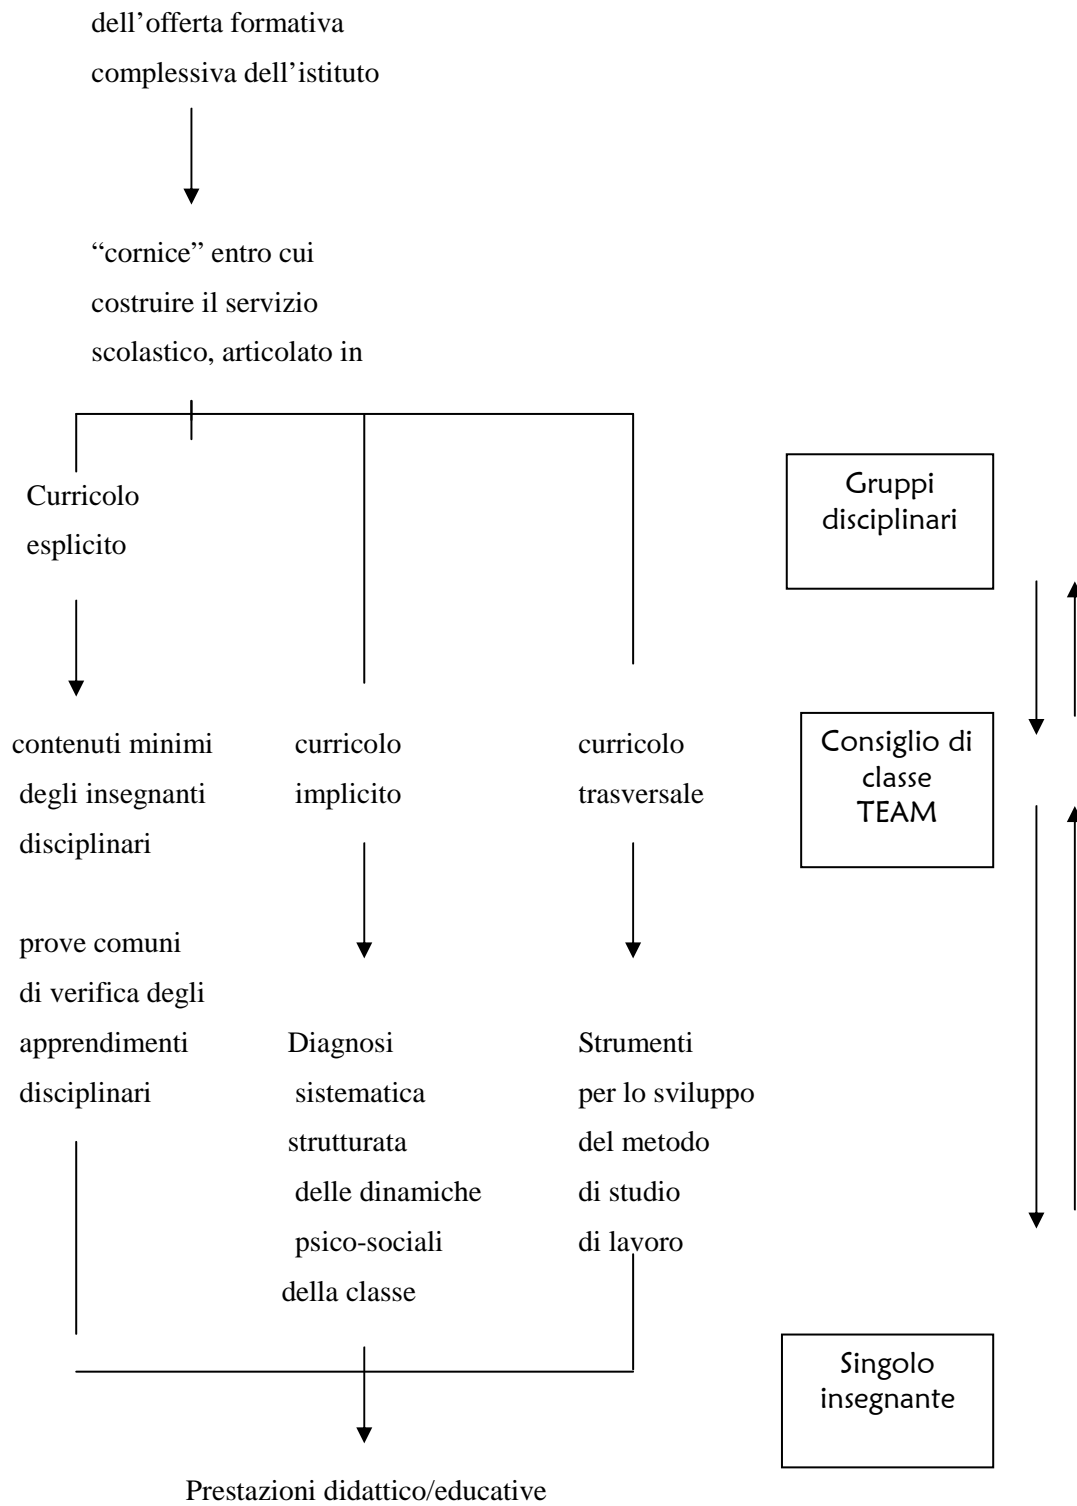 dell’offerta formativa
complessiva dell’istituto
“cornice” entro cui
costruire il servizio
scolastico, articolato in
Curricolo
esplicito
Gruppi
disciplinari
contenuti minimi
degli insegnanti
disciplinari
curricolo
implicito
curricolo
trasversale
Consiglio di
classe
TEAM
prove comuni
di verifica degli
apprendimenti
disciplinari
Diagnosi
sistematica
strutturata
delle dinamiche
psico-sociali
della classe
Strumenti
per lo sviluppo
del metodo
di studio
di lavoro
Singolo
insegnante
Prestazioni didattico/educative